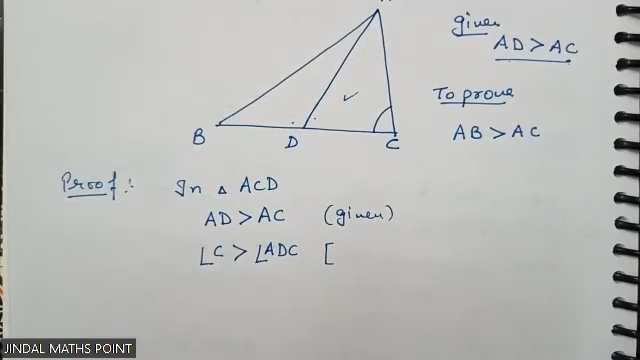 given
AD > AC
To prove
AB > AC
B D C
Proof :-
In △ ACD
AD > AC (given)
∠C > ∠ADC [
JINDAL MATHS POINT